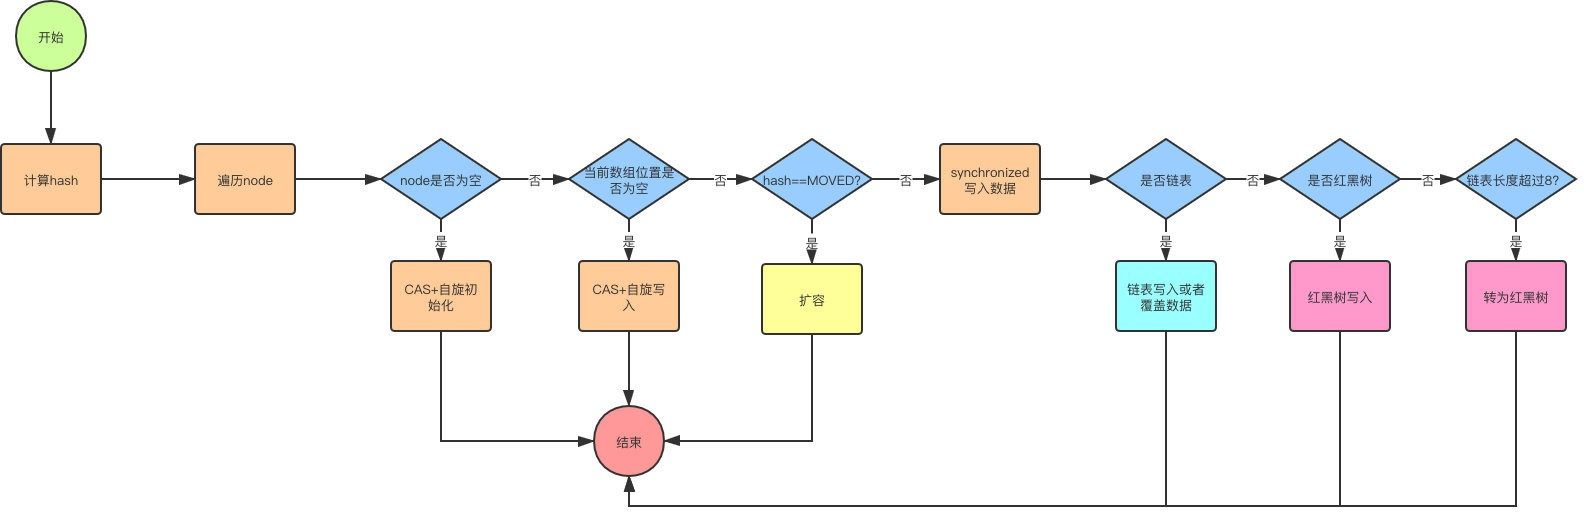 开始
计算hash
遍历node
node是否为空
否
当前数组位置是
否为空
否
hash==MOVED?
否
synchronized
写入数据
是否链表
否
是否红黑树
否
链表长度超过8?
是
是
是
是
是
是
CAS+自旋初
始化
CAS+自旋写
入
扩容
链表写入或者
覆盖数据
红黑树写入
转为红黑树
结束